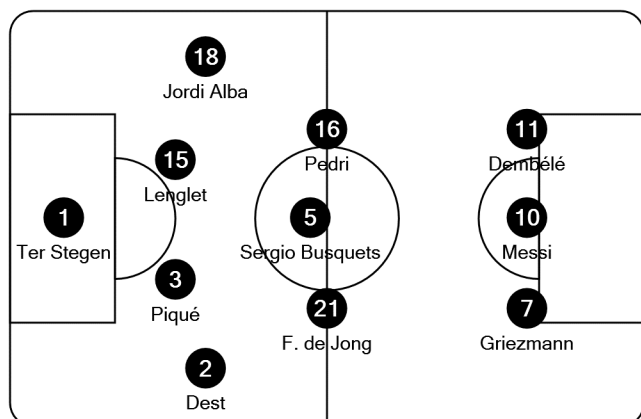 18
Jordi Alba
16
Pedri
11
Dembélé
15
Lenglet
1
Ter Stegen
5
Sergio Busquets
10
Messi
3
Piqué
21
F. de Jong
7
Griezmann
2
Dest